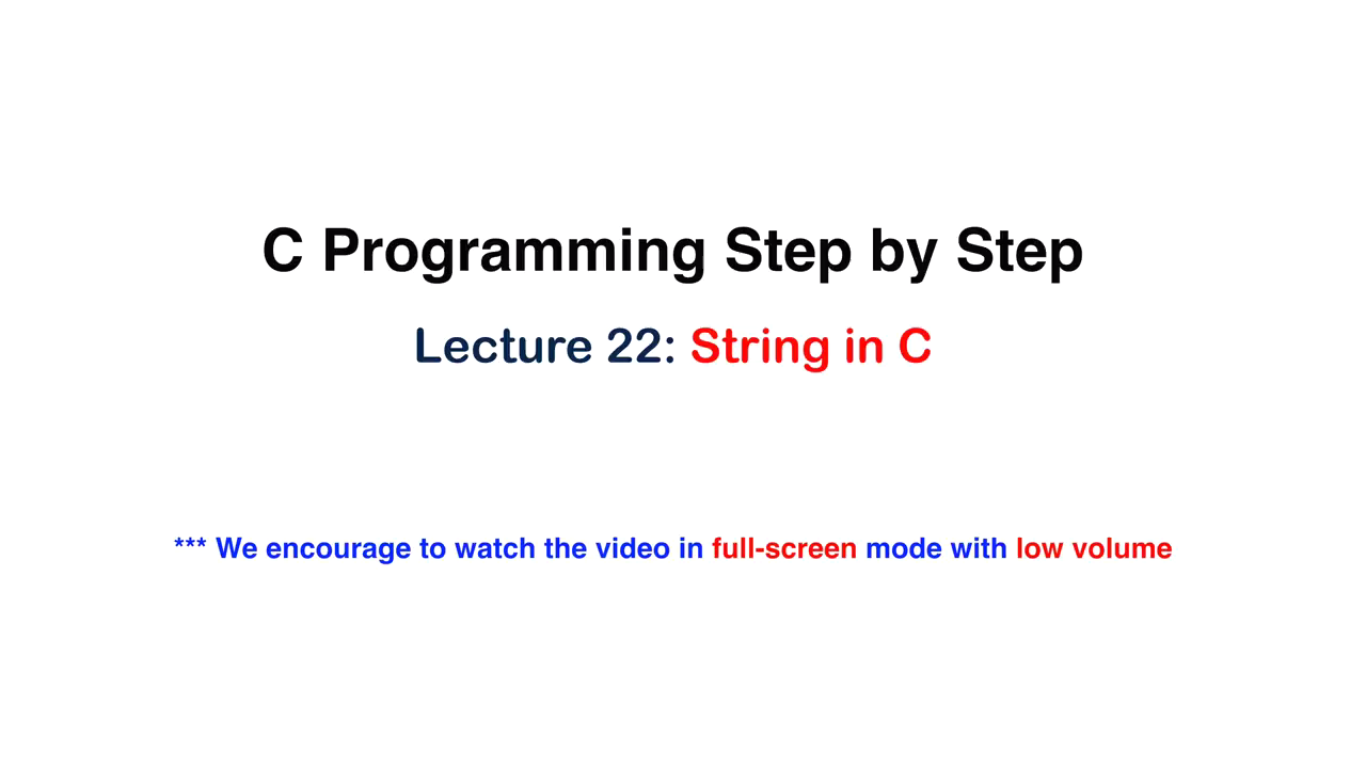 C Programming Step by Step
Lecture 22: String in C
*** We encourage to watch the video in full-screen mode with low volume